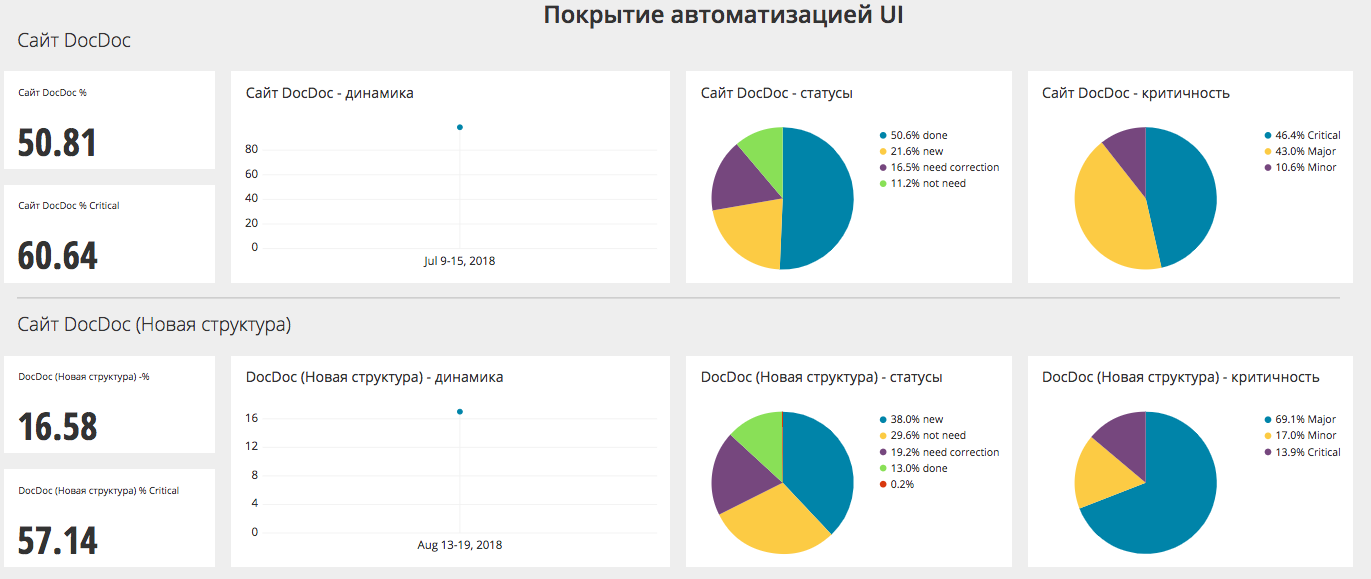 Покрытие автоматизацией UI
Сайт DocDoc
Сайт DocDoc %
50.81
Сайт DocDoc % Critical
60.64
Сайт DocDoc - динамика
80
60
40
20
0
Jul 9-15, 2018
Сайт DocDoc - статусы
50.6% done
21.6% new
16.5% need correction
11.2% not need
Сайт DocDoc - критичность
46.4% Critical
43.0% Major
10.6% Minor
Сайт DocDoc (Новая структура)
DocDoc (Новая структура) -%
16.58
DocDoc (Новая структура) % Critical
57.14
DocDoc (Новая структура) - динамика
16
12
8
4
0
Aug 13-19, 2018
DocDoc (Новая структура) - статусы
38.0% new
29.6% not need
19.2% need correction
13.0% done
0.2%
DocDoc (Новая структура) - критичность
69.1% Major
17.0% Minor
13.9% Critical